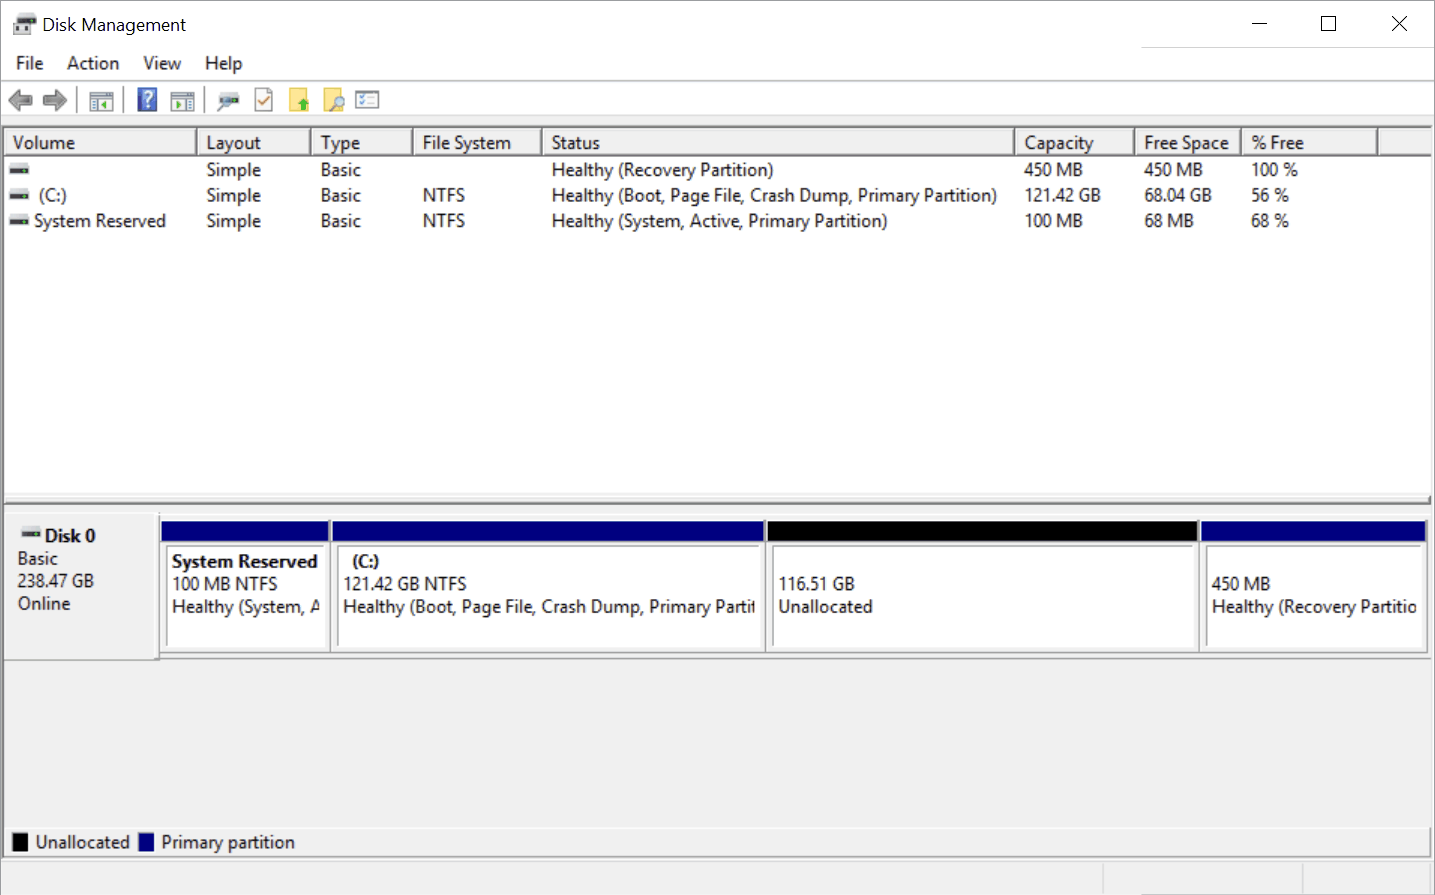 Disk Management
File Action View Help
Volume Layout Type File System Status Capacity Free Space % Free
Simple Basic Healthy (Recovery Partition) 450 MB 450 MB 100 %
(C:) Simple Basic NTFS Healthy (Boot, Page File, Crash Dump, Primary Partition) 121.42 GB 68.04 GB 56 %
System Reserved Simple Basic NTFS Healthy (System, Active, Primary Partition) 100 MB 68 MB 68 %
Disk 0
Basic
238.47 GB
Online
System Reserved
100 MB NTFS
Healthy (System, A
(C:)
121.42 GB NTFS
Healthy (Boot, Page File, Crash Dump, Primary Partit
116.51 GB
Unallocated
450 MB
Healthy (Recovery Partitio
Unallocated Primary partition